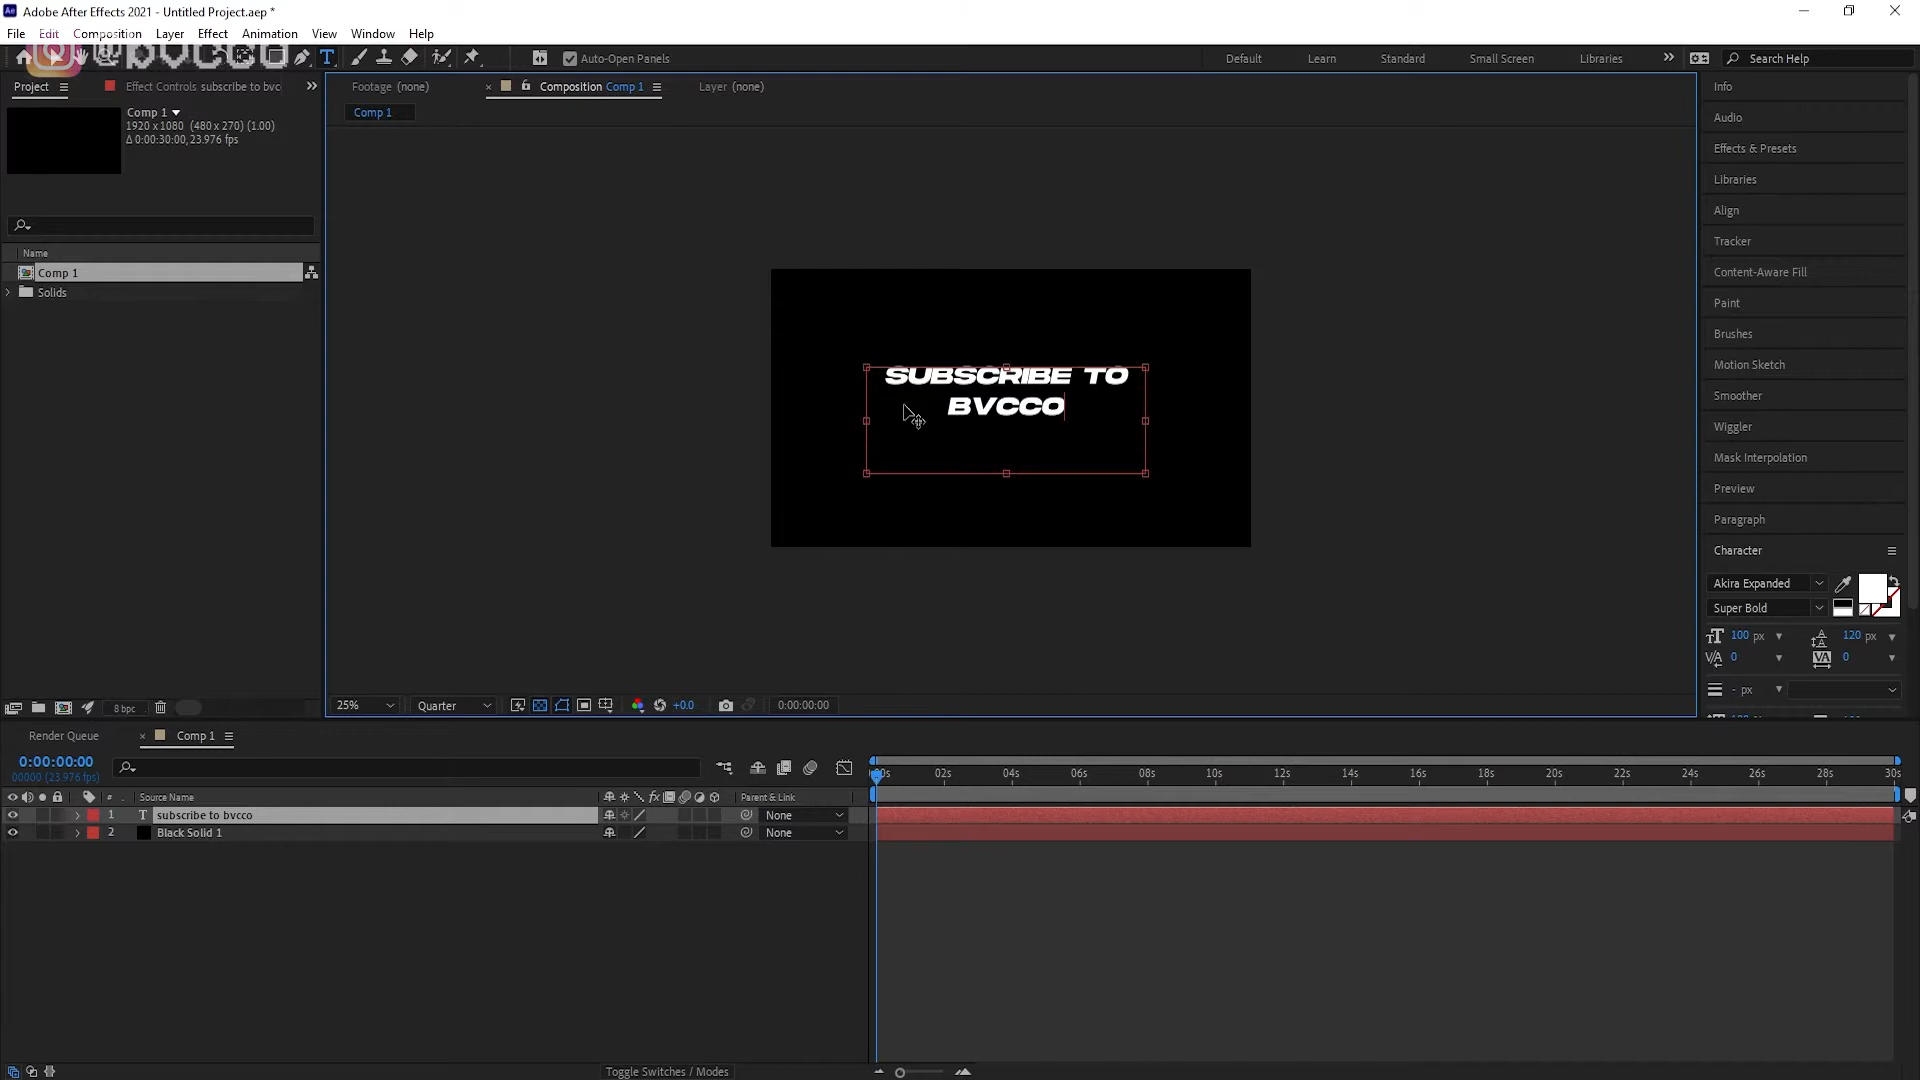 Adobe After Effects 2021 - Untitled Project.aep *
File Edit Composition Layer Effect Animation View Window Help
@bvcco
Auto-Open Panels
Default Learn Standard Small Screen Libraries Search Help
Project Effect Controls subscribe to bvc
Footage (none) Composition Comp 1 Layer (none)
Comp 1
Comp 1
1920 x 1080 (480 x 270) (1.00)
Δ 0:00:30:00, 23.976 fps
Name
Comp 1
Solids
8 bpc
SUBSCRIBE TO
BVCCO
25% Quarter +0.0 0:00:00:00
Info
Audio
Effects & Presets
Libraries
Align
Tracker
Content-Aware Fill
Paint
Brushes
Motion Sketch
Smoother
Wiggler
Mask Interpolation
Preview
Paragraph
Character
Akira Expanded
Super Bold
100 px 120 px
0 0
- px
Render Queue Comp 1
0:00:00:00
00000 (23.976 fps)
02s 04s 06s 08s 10s 12s 14s 16s 18s 20s 22s 24s 26s 28s 30s
# Source Name Parent & Link
1 T subscribe to bvcco None
2 Black Solid 1 None
Toggle Switches / Modes